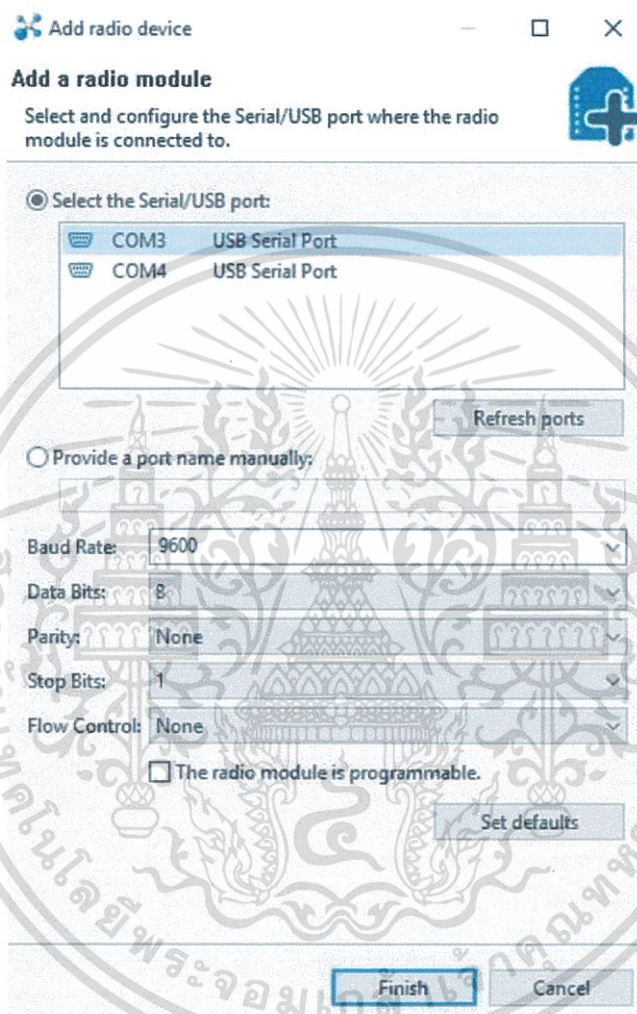 Add radio device
Add a radio module
Select and configure the Serial/USB port where the radio
module is connected to.
Select the Serial/USB port:
COM3 USB Serial Port
COM4 USB Serial Port
Refresh ports
Provide a port name manually:
Baud Rate: 9600
Data Bits: 8
Parity: None
Stop Bits: 1
Flow Control: None
The radio module is programmable.
Set defaults
Finish Cancel